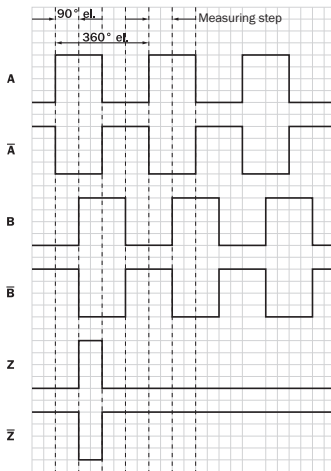 90° el.
Measuring step
360° el.
A
A̅
B
B̅
Z
Z̅